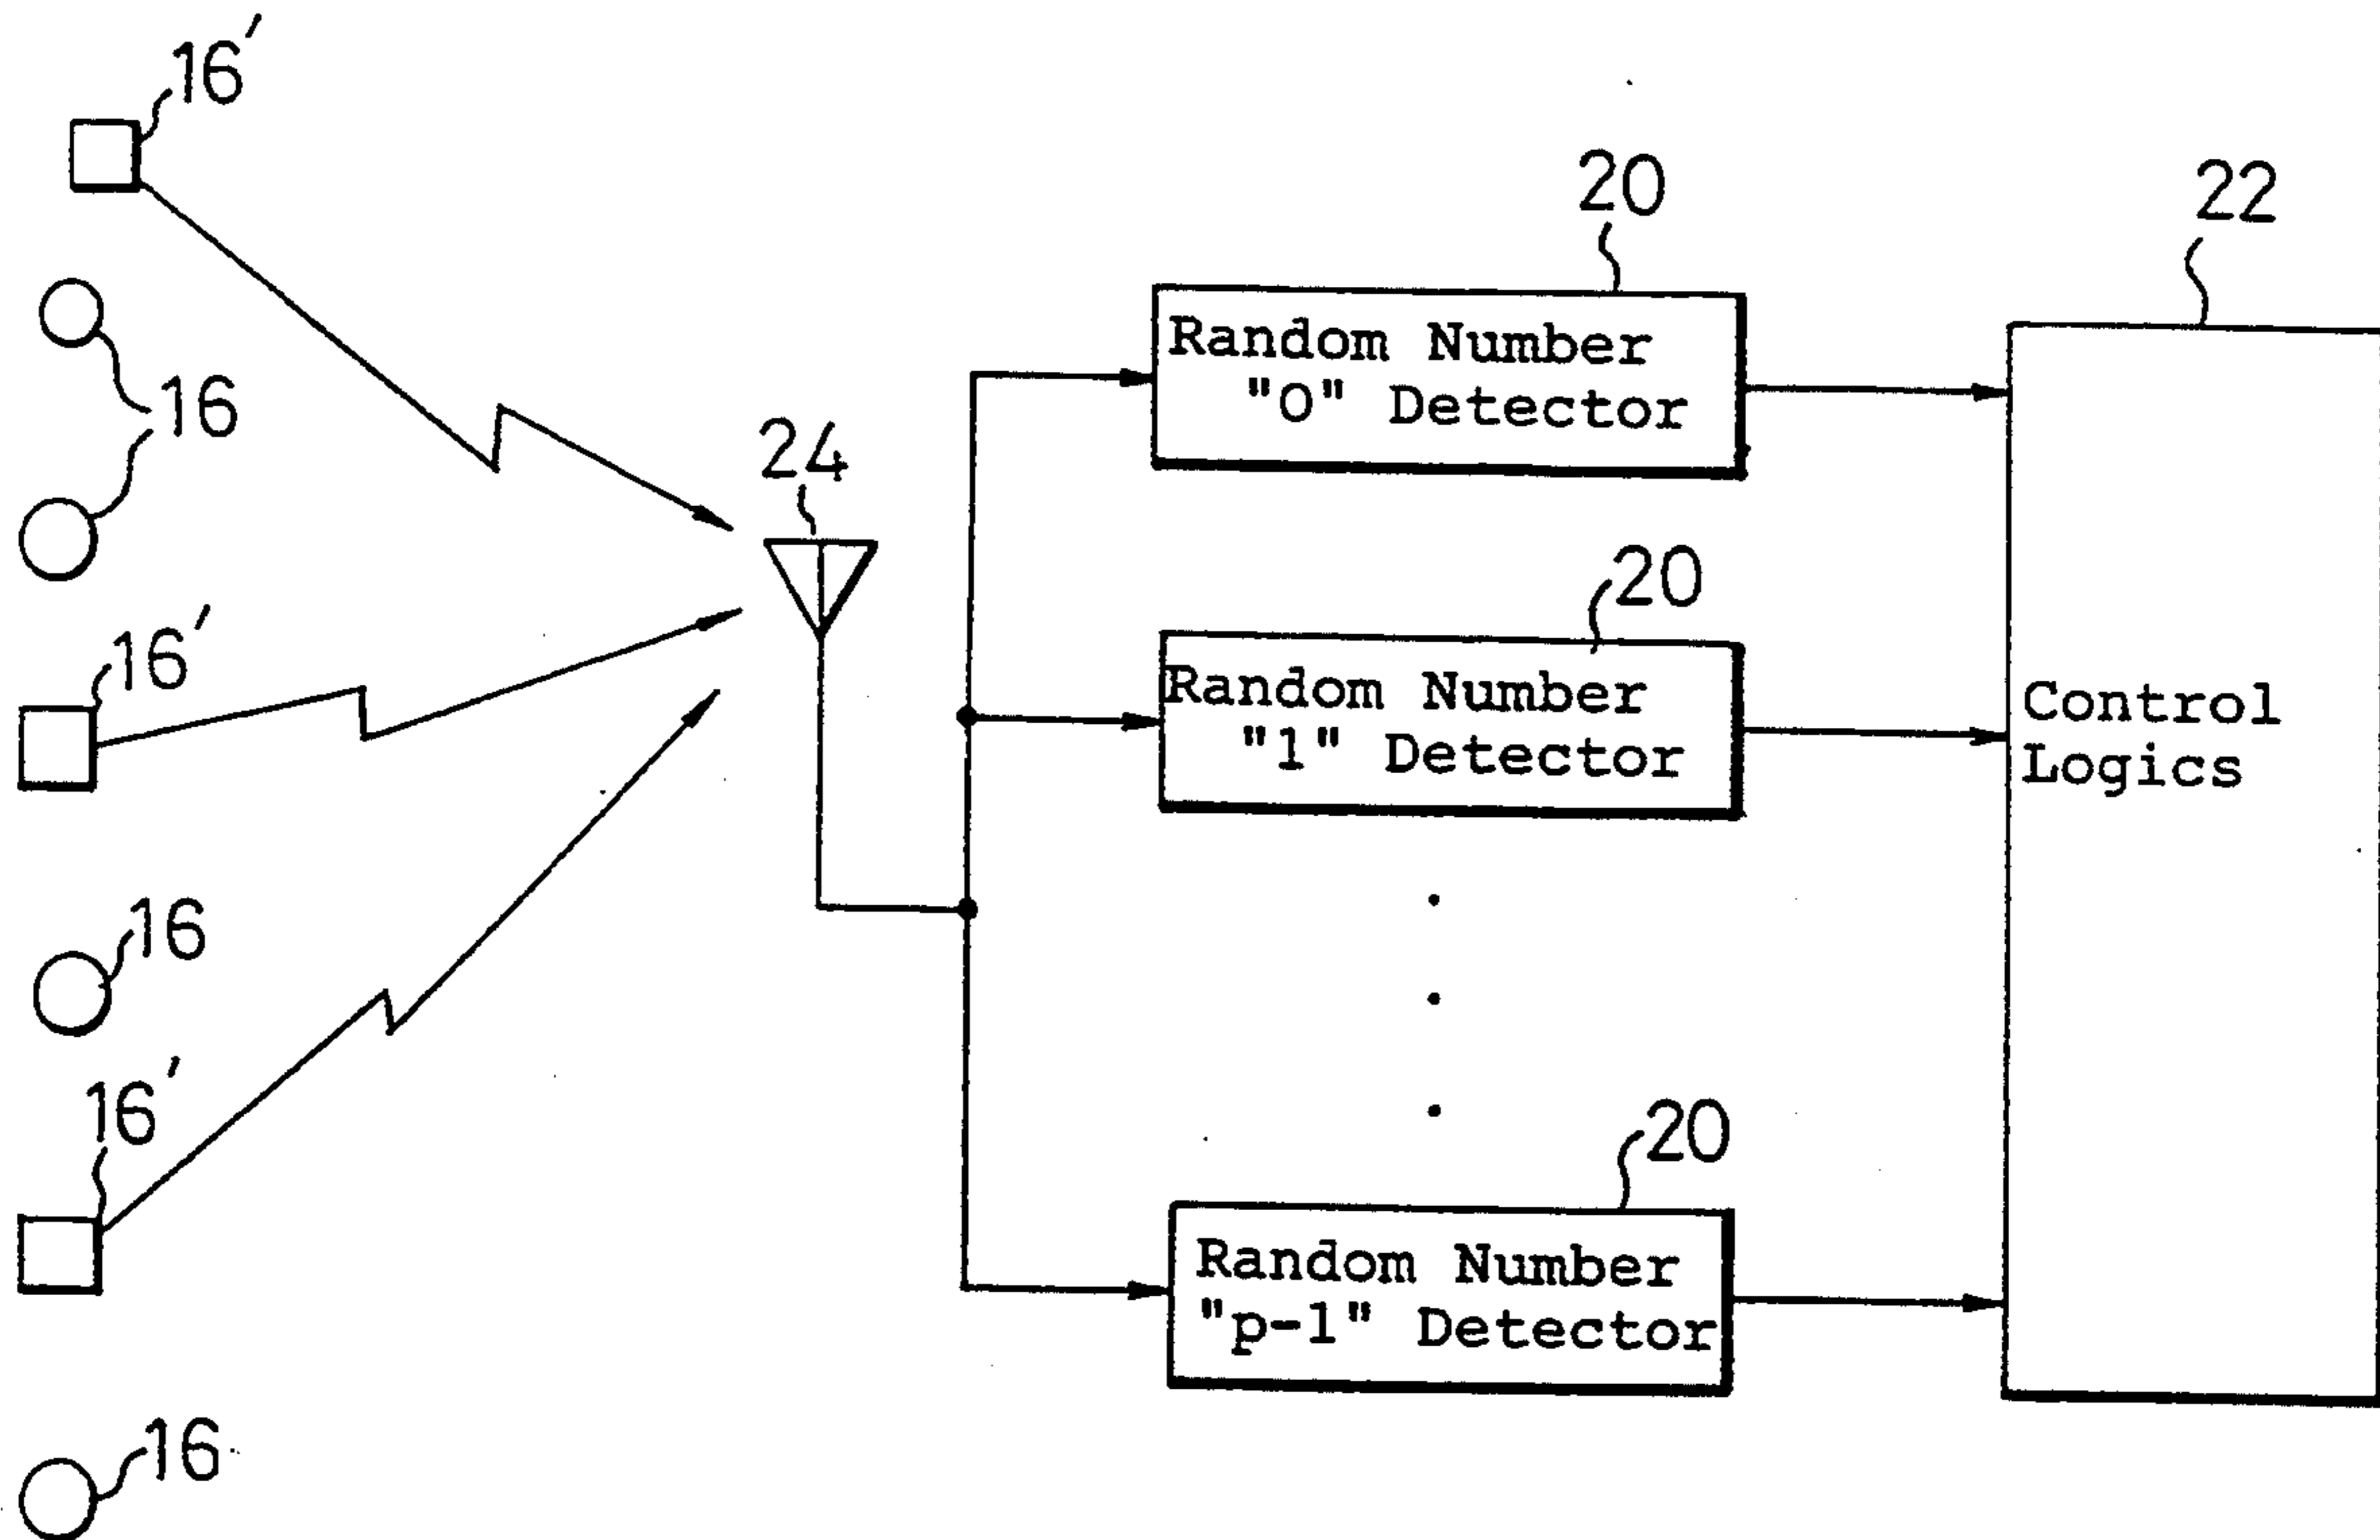 16'
16
24
16'
16
16'
16
20
Random Number
"0" Detector
20
Random Number
"1" Detector
20
Random Number
"p-1" Detector
22
Control
Logics